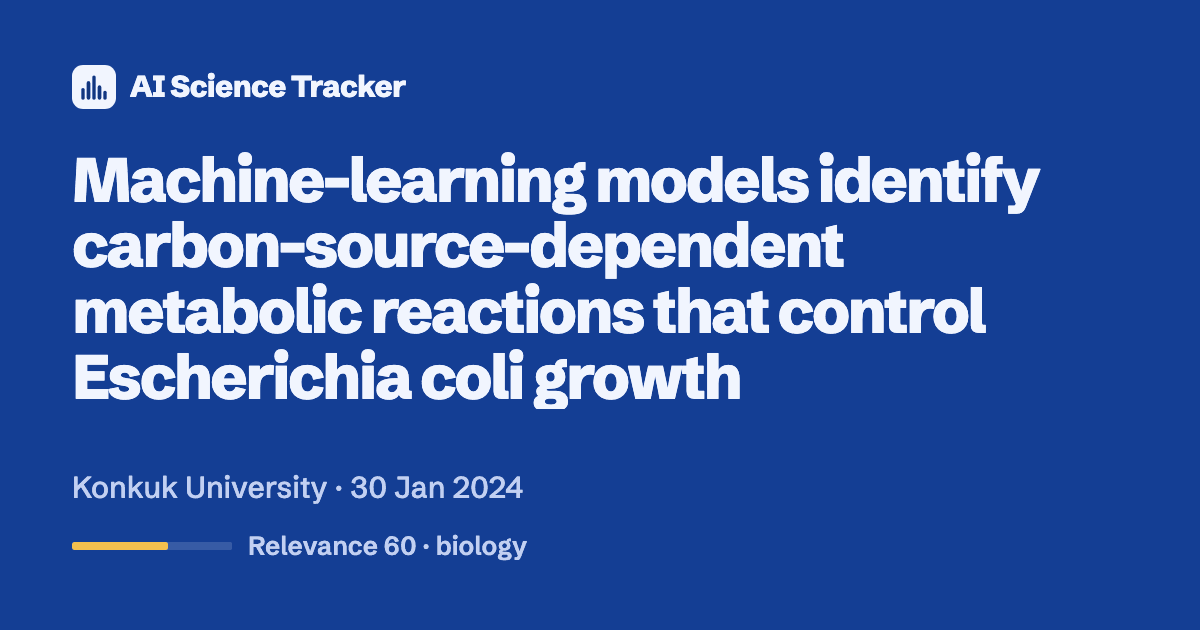 AI Science Tracker
Machine-learning models identify
carbon-source-dependent
metabolic reactions that control
Escherichia coli growth
Konkuk University · 30 Jan 2024
Relevance 60 · biology